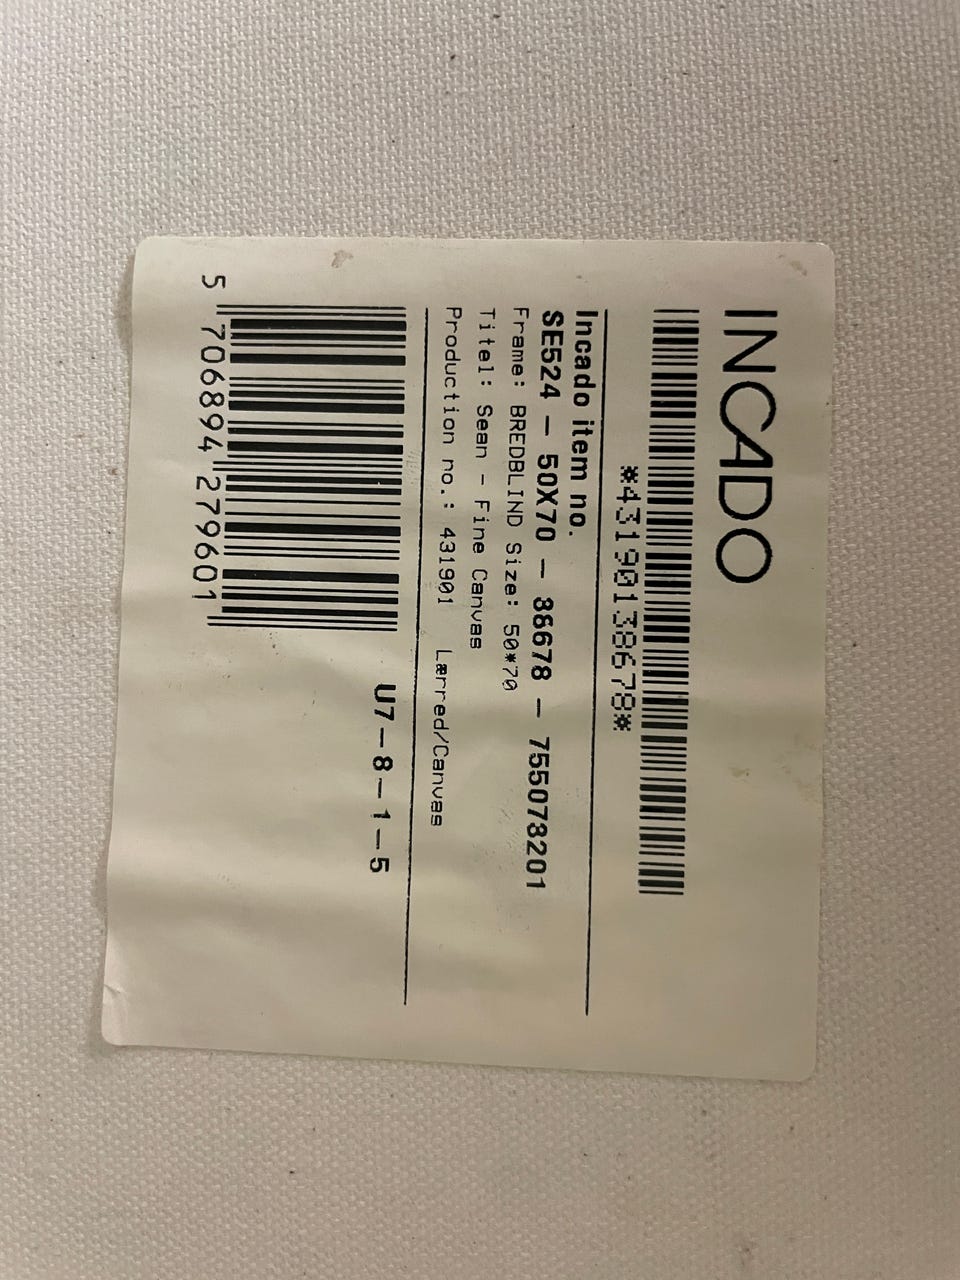 INCADO
*43190138678*
Incado item no.
SE524 - 50X70 - 38678 - 755078201
Frame: BREDBLIND Size: 50*70
Titel: Sean - Fine Canvas
Production no.: 431901 Lærred/Canvas
U7-8-1-5
5 706894 279601